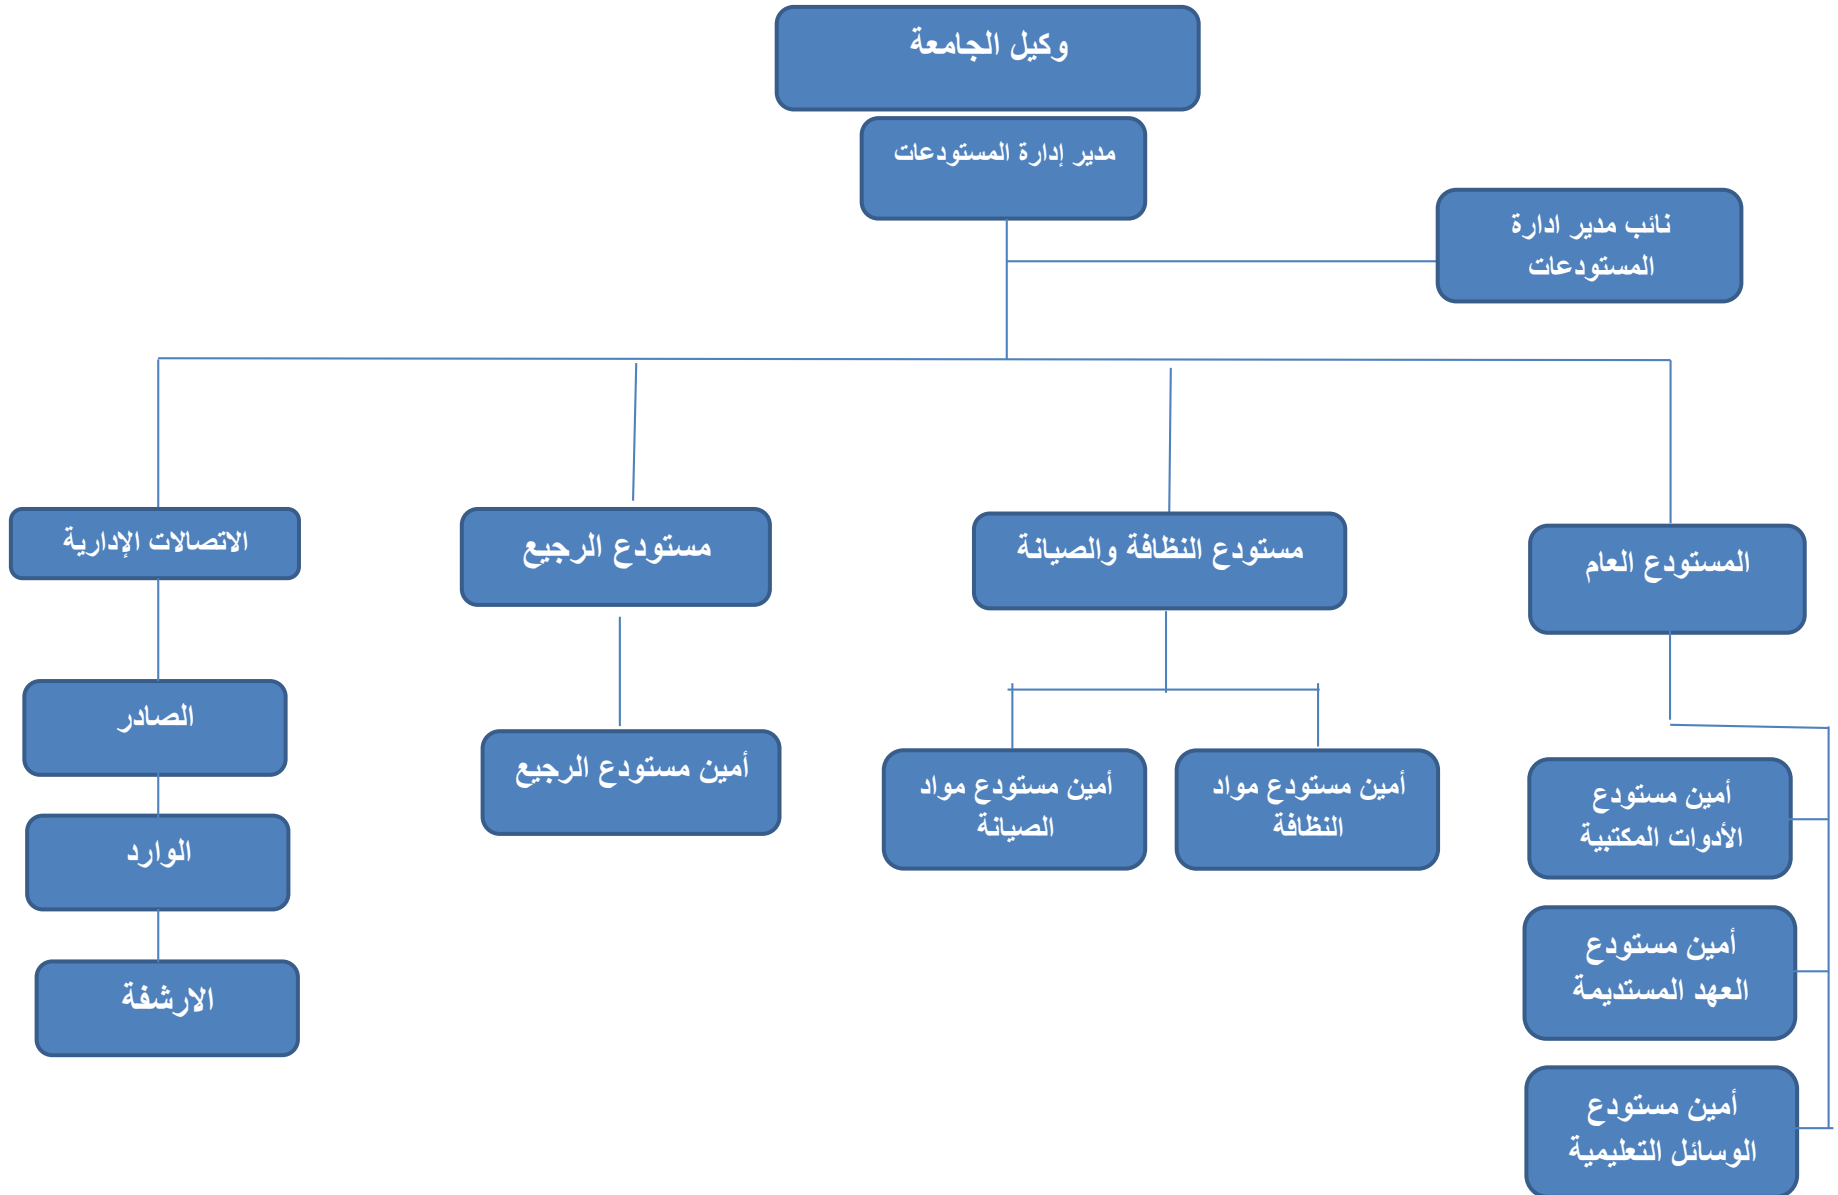 وكيل الجامعة
مدير إدارة المستودعات
نائب مدير ادارة
المستودعات
المستودع العام
مستودع النظافة والصيانة
مستودع الرجيع
الاتصالات الإدارية
أمين مستودع
الأدوات المكتبية
أمين مستودع
العهد المستديمة
أمين مستودع
الوسائل التعليمية
أمين مستودع مواد
النظافة
أمين مستودع مواد
الصيانة
أمين مستودع الرجيع
الصادر
الوارد
الارشفة